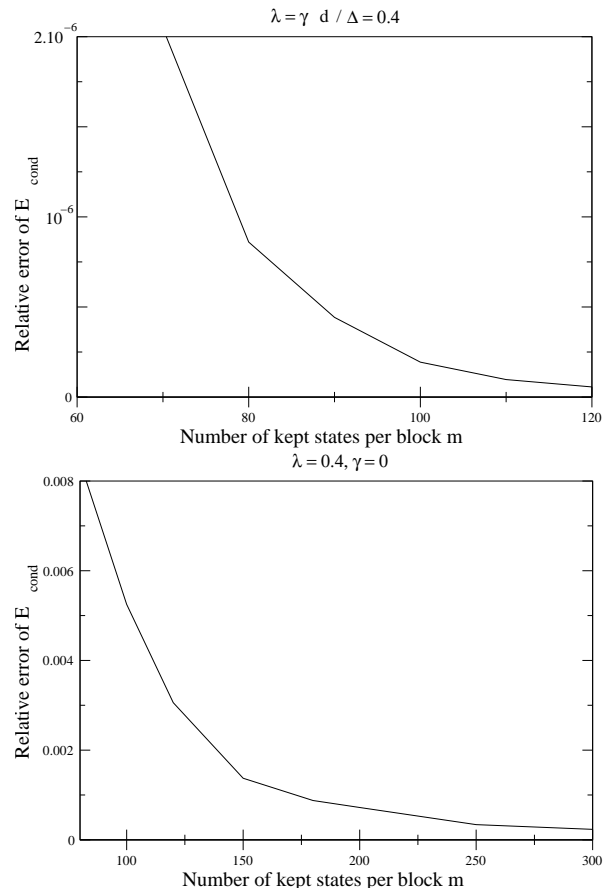 λ = γ d / Δ = 0.4
2.10⁻⁶
10⁻⁶
0
Relative error of E cond
60
80
100
120
Number of kept states per block m
λ = 0.4, γ = 0
0.008
0.006
0.004
0.002
0
Relative error of E cond
100
150
200
250
300
Number of kept states per block m